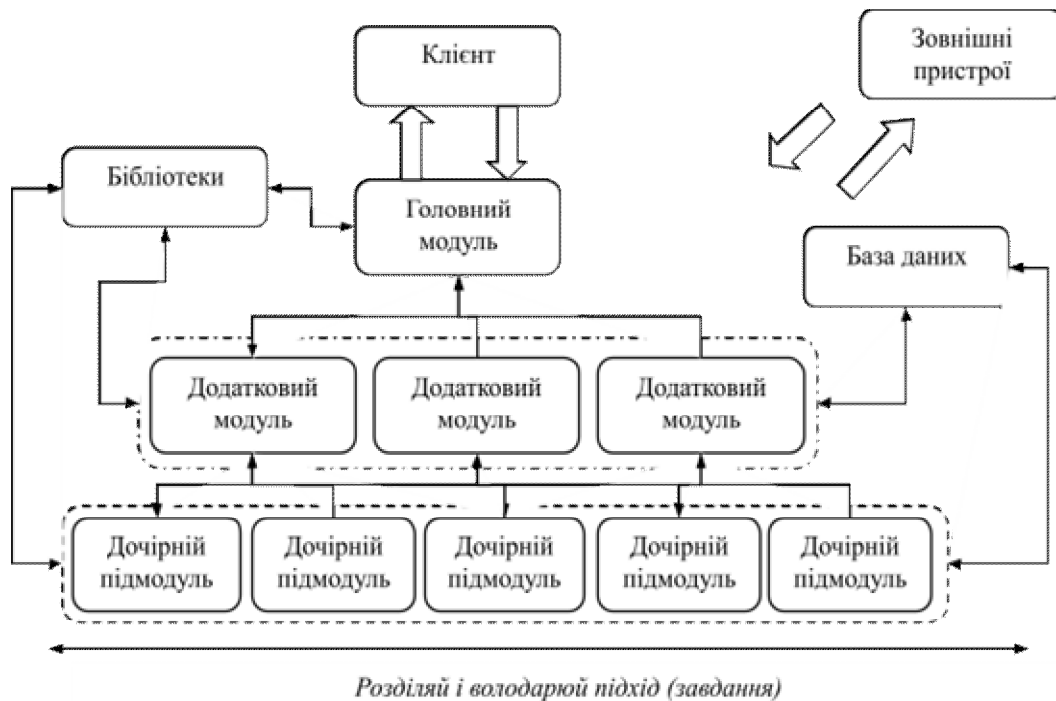 Клієнт
Зовнішні
пристрої
Бібліотеки
Головний
модуль
База даних
Додатковий
модуль
Додатковий
модуль
Додатковий
модуль
Дочірній
підмодуль
Дочірній
підмодуль
Дочірній
підмодуль
Дочірній
підмодуль
Дочірній
підмодуль
Розділяй і володарюй підхід (завдання)